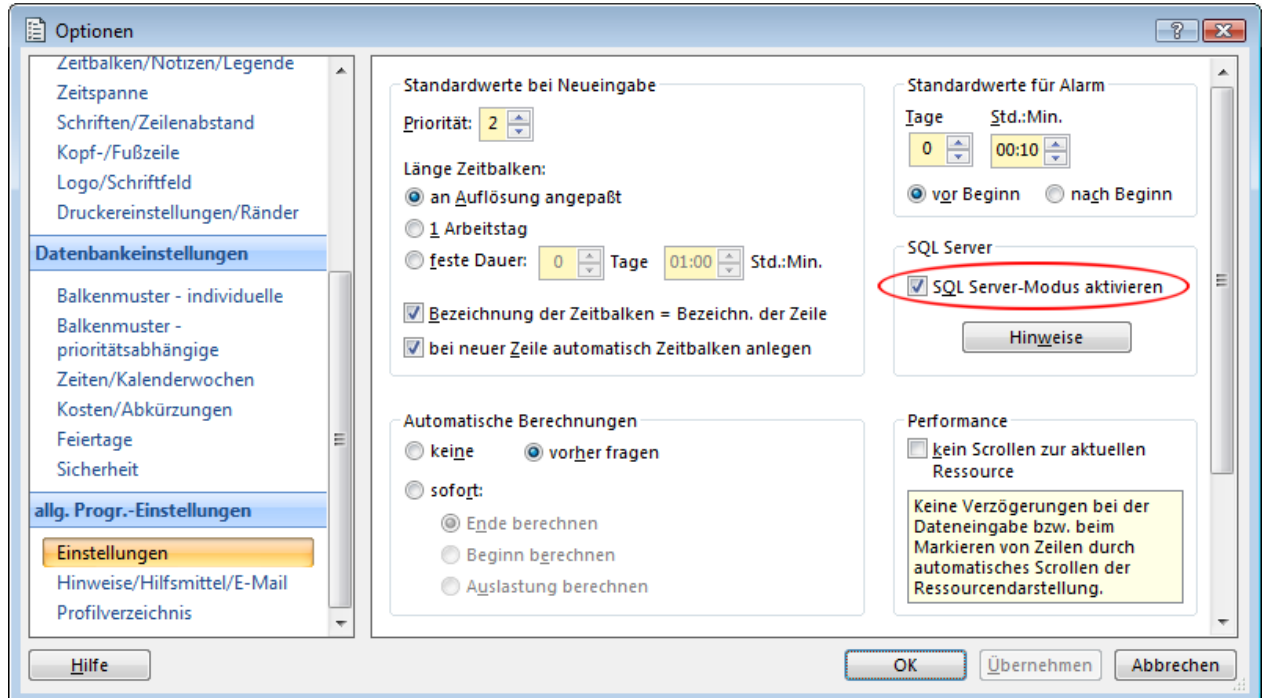 Optionen
Zeitbalken/Notizen/Legende
Zeitspanne
Schriften/Zeilenabstand
Kopf-/Fußzeile
Logo/Schriftfeld
Druckereinstellungen/Ränder
Datenbankeinstellungen
Balkenmuster - individuelle
Balkenmuster -
prioritätsabhängige
Zeiten/Kalenderwochen
Kosten/Abkürzungen
Feiertage
Sicherheit
allg. Progr.-Einstellungen
Einstellungen
Hinweise/Hilfsmittel/E-Mail
Profilverzeichnis
Standardwerte bei Neueingabe
Priorität: 2
Länge Zeitbalken:
an Auflösung angepaßt
1 Arbeitstag
feste Dauer: 0 Tage 01:00 Std.:Min.
Bezeichnung der Zeitbalken = Bezeichn. der Zeile
bei neuer Zeile automatisch Zeitbalken anlegen
Standardwerte für Alarm
Tage Std.:Min.
0 00:10
vor Beginn nach Beginn
SQL Server
SQL Server-Modus aktivieren
Hinweise
Automatische Berechnungen
keine vorher fragen
sofort:
Ende berechnen
Beginn berechnen
Auslastung berechnen
Performance
kein Scrollen zur aktuellen
Ressource
Keine Verzögerungen bei der
Dateneingabe bzw. beim
Markieren von Zeilen durch
automatisches Scrollen der
Ressourcendarstellung.
Hilfe
OK
Übernehmen
Abbrechen